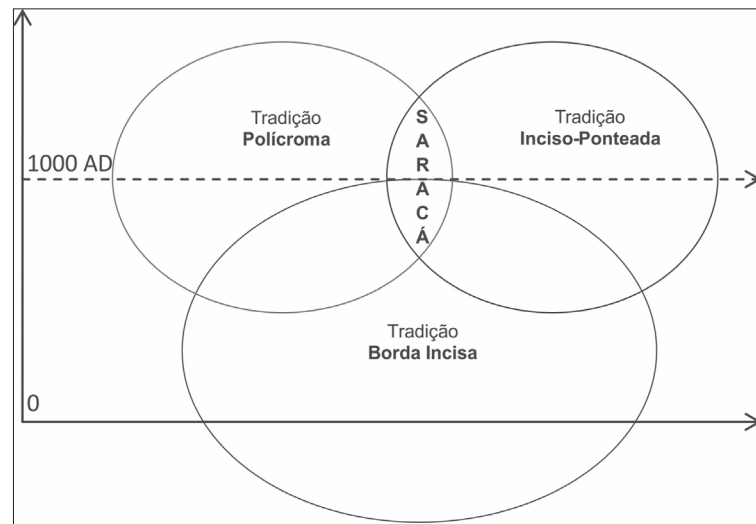 Tradição
Polícroma
Tradição
Inciso-Ponteada
S
A
R
A
C
Á
1000 AD
Tradição
Borda Incisa
0